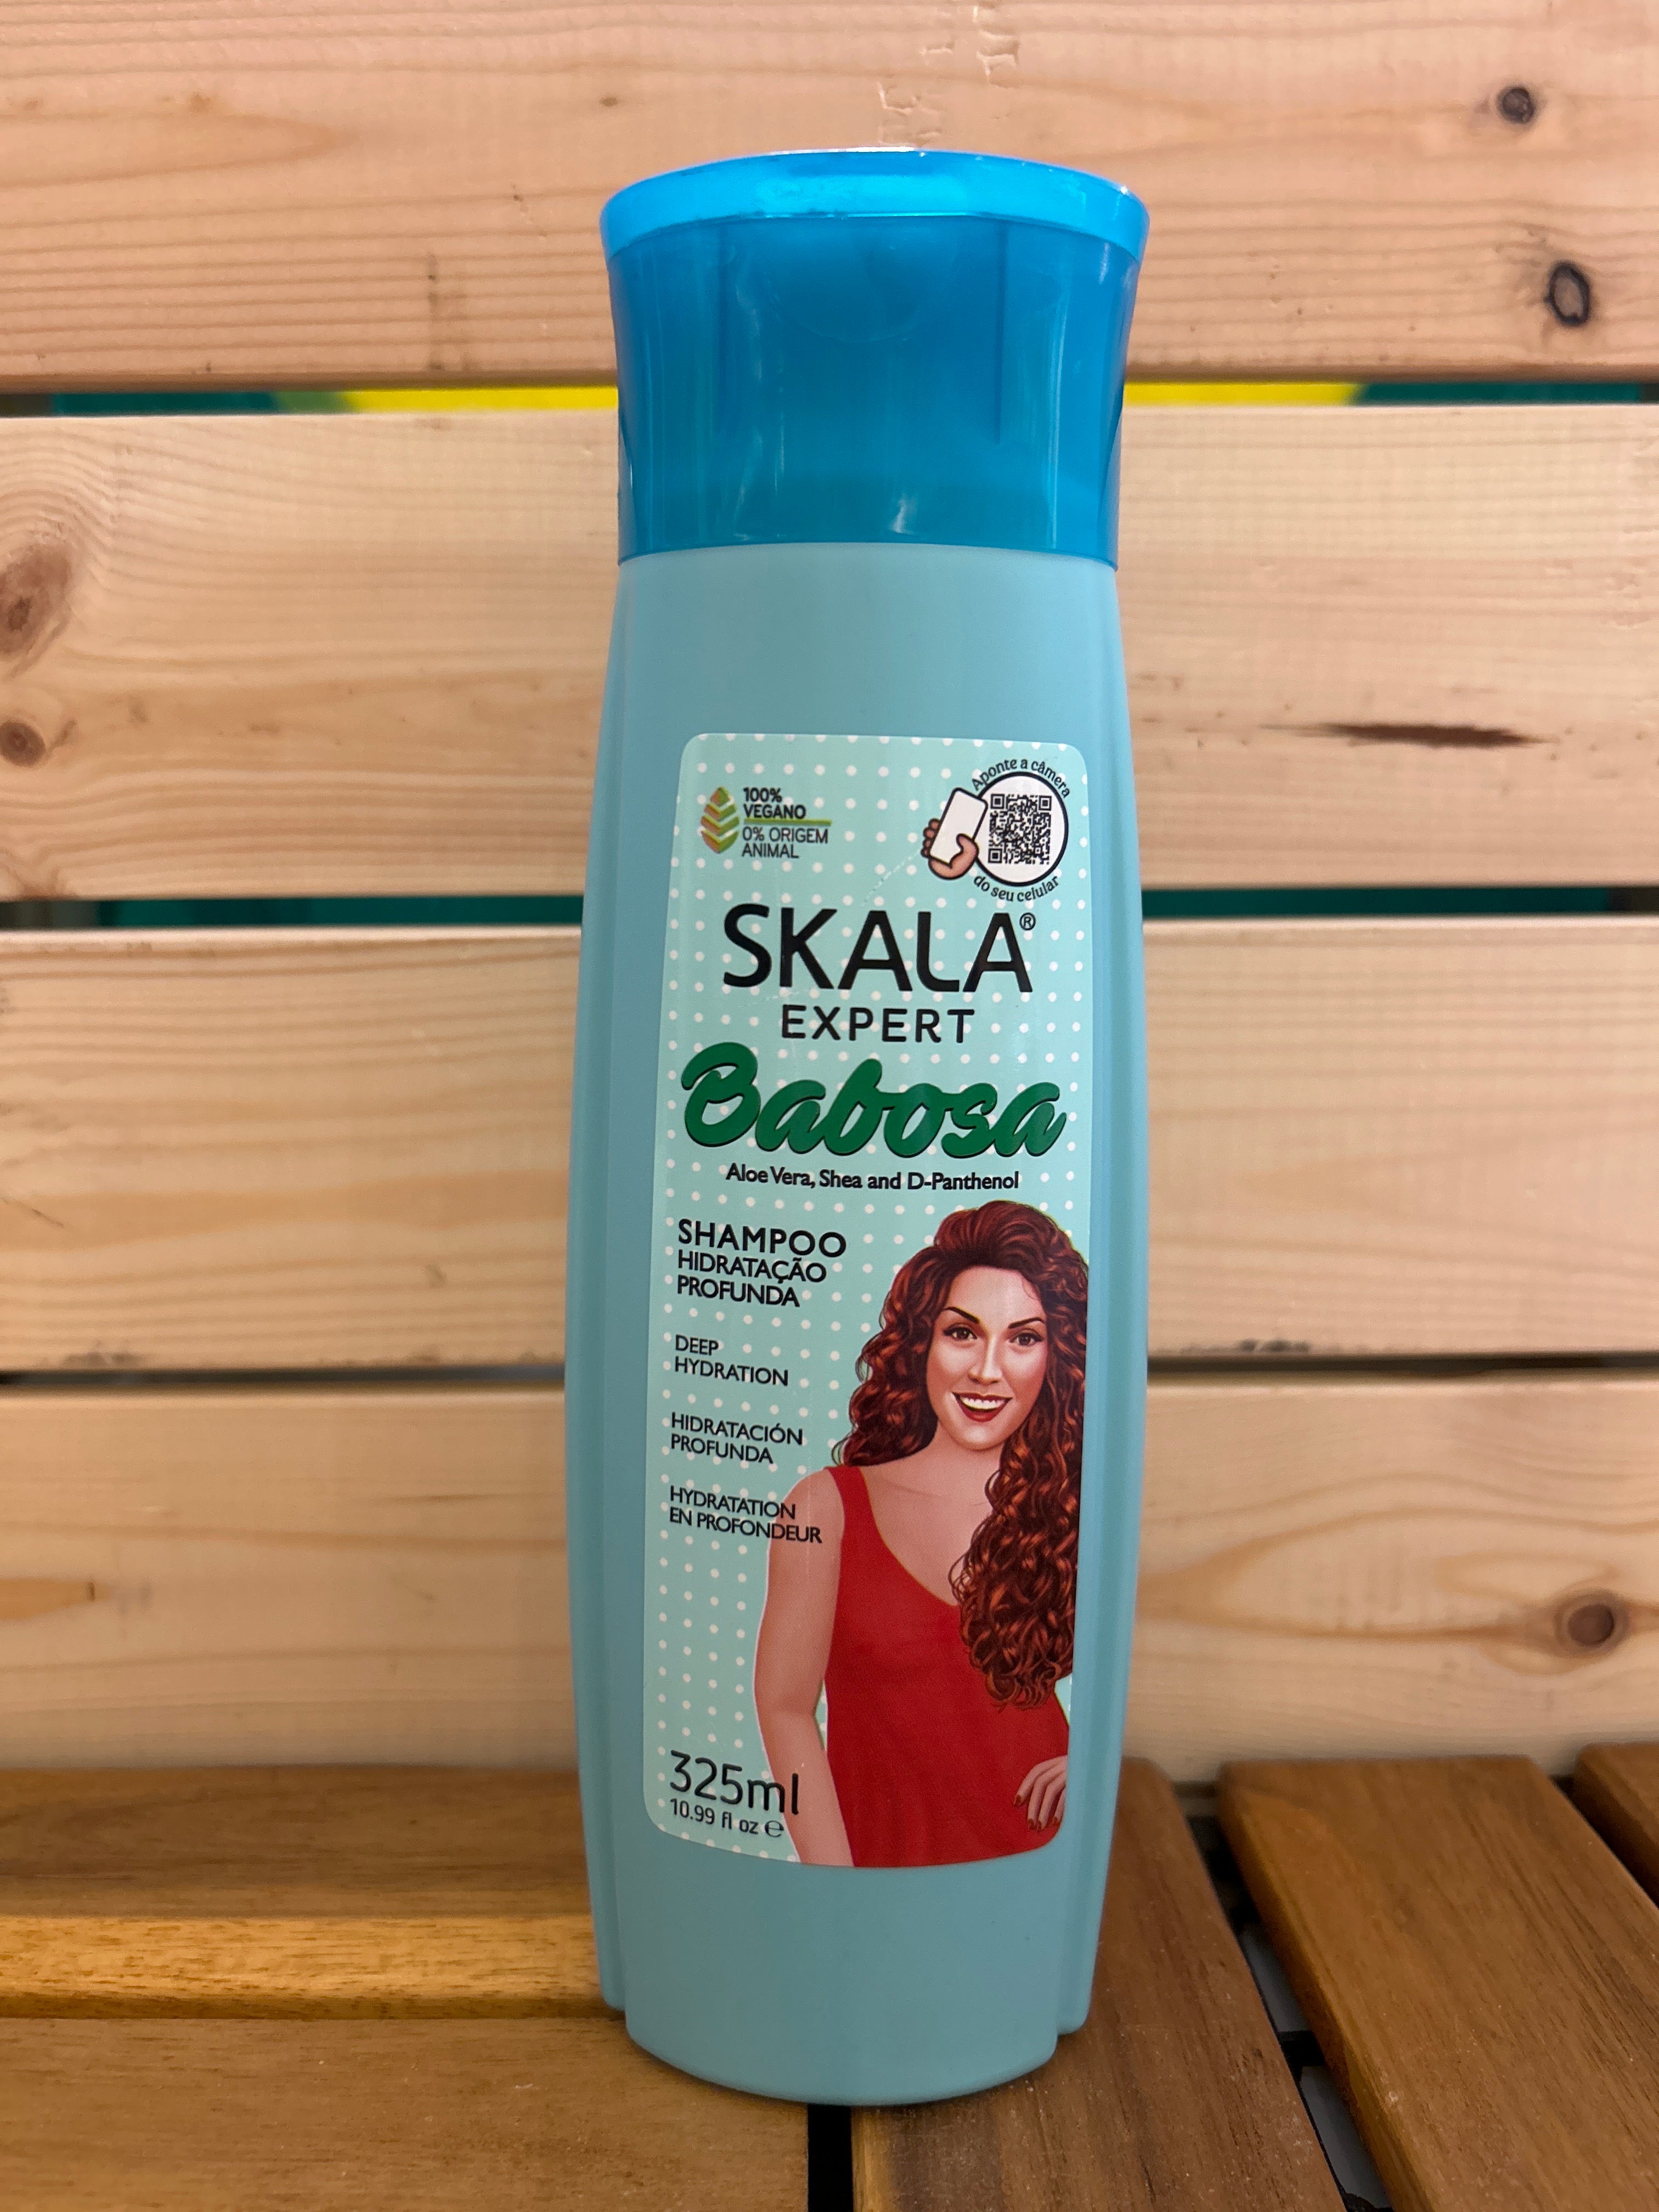 100%
VEGANO
0% ORIGEM
ANIMAL
Aponte a câmera
do seu celular
SKALA®
EXPERT
Babosa
Aloe Vera, Shea and D-Panthenol
SHAMPOO
HIDRATAÇÃO
PROFUNDA
DEEP
HYDRATION
HIDRATACIÓN
PROFUNDA
HYDRATATION
EN PROFONDEUR
325ml
10.99 fl oz ℮